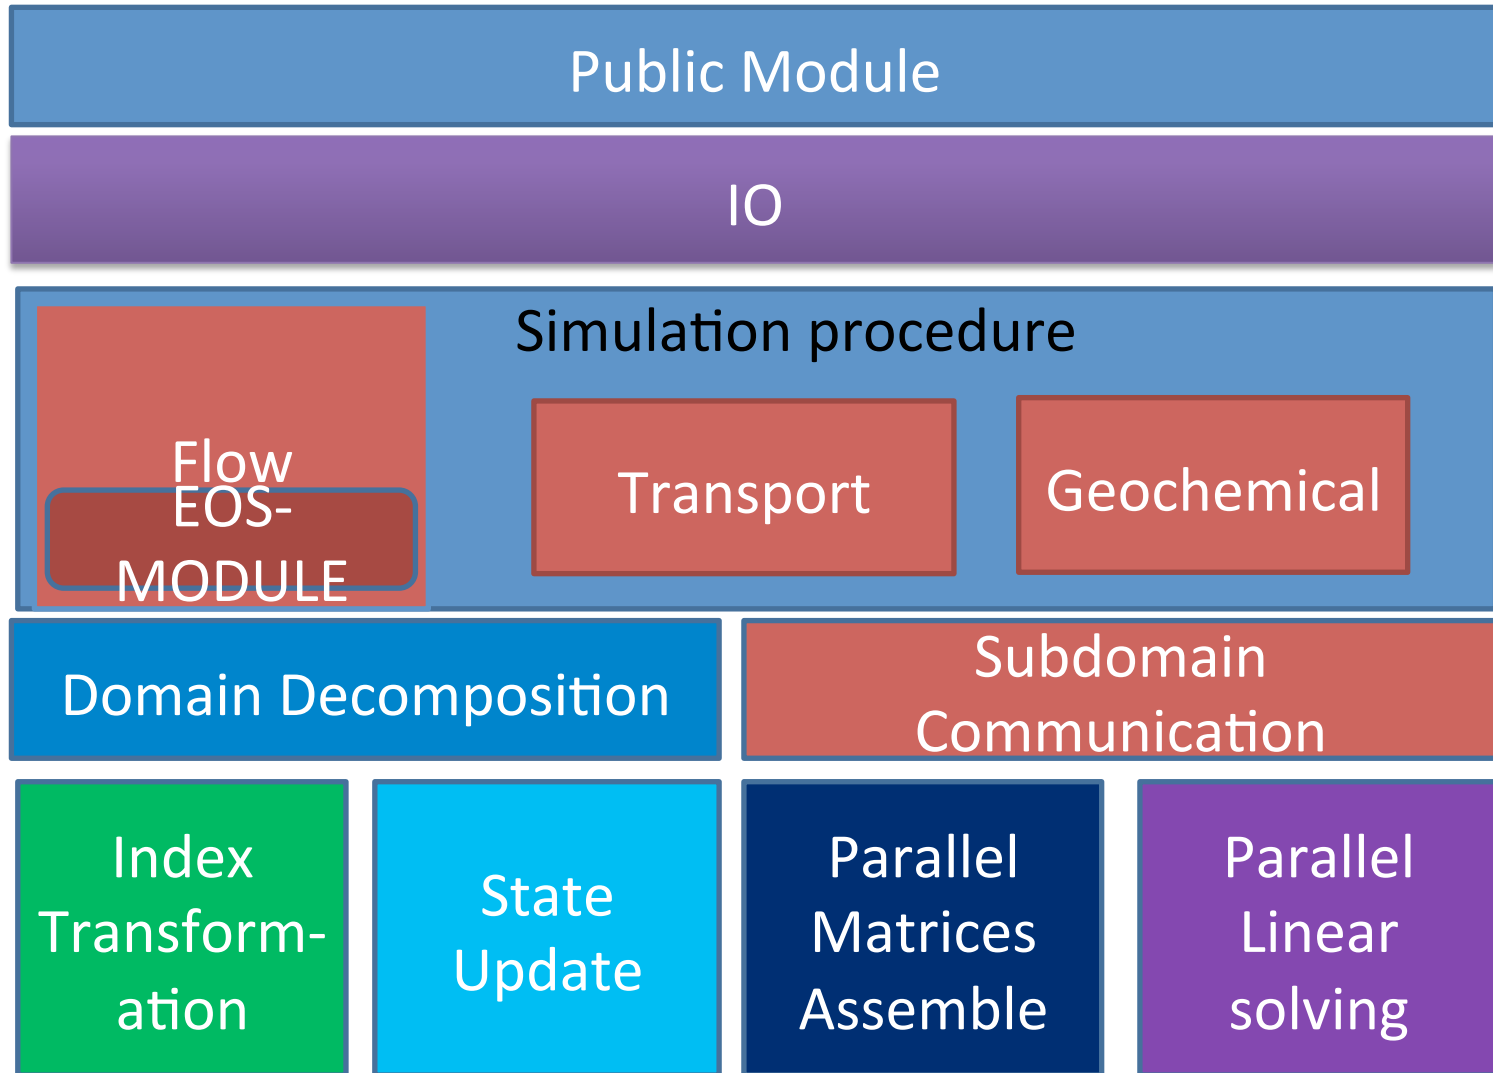 Public Module
IO
Simulation procedure
Flow
EOS-
MODULE
Transport
Geochemical
Domain Decomposition
Subdomain
Communication
Index
Transform-
ation
State
Update
Parallel
Matrices
Assemble
Parallel
Linear
solving